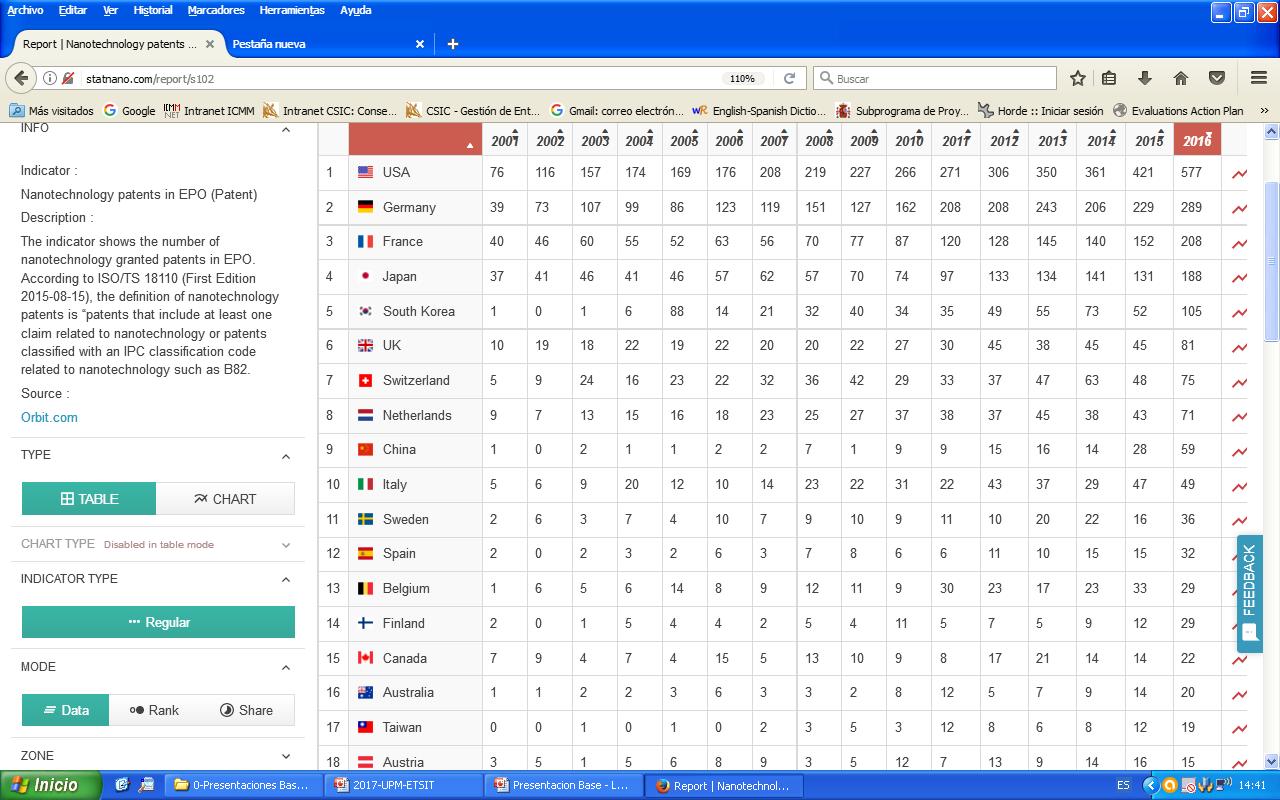 Archivo Editar Ver Historial Marcadores Herramientas Ayuda
Report | Nanotechnology patents ... Pestaña nueva
statnano.com/report/s102 110% Buscar
Más visitados Google Intranet ICMM Intranet CSIC: Conse... CSIC - Gestión de Ent... Gmail: correo electrón... English-Spanish Dictio... Subprograma de Proy... Horde :: Iniciar sesión Evaluations Action Plan
INFO
Indicator :
Nanotechnology patents in EPO (Patent)
Description :
The indicator shows the number of
nanotechnology granted patents in EPO.
According to ISO/TS 18110 (First Edition
2015-08-15), the definition of nanotechnology
patents is “patents that include at least one
claim related to nanotechnology or patents
classified with an IPC classification code
related to nanotechnology such as B82.
Source :
Orbit.com
TYPE
TABLE CHART
CHART TYPE Disabled in table mode
INDICATOR TYPE
Regular
MODE
Data Rank Share
ZONE
2001 2002 2003 2004 2005 2006 2007 2008 2009 2010 2011 2012 2013 2014 2015 2016
1 USA 76 116 157 174 169 176 208 219 227 266 271 306 350 361 421 577
2 Germany 39 73 107 99 86 123 119 151 127 162 208 208 243 206 229 289
3 France 40 46 60 55 52 63 56 70 77 87 120 128 145 140 152 208
4 Japan 37 41 46 41 46 57 62 57 70 74 97 133 134 141 131 188
5 South Korea 1 0 1 6 88 14 21 32 40 34 35 49 55 73 52 105
6 UK 10 19 18 22 19 22 20 20 22 27 30 45 38 45 45 81
7 Switzerland 5 9 24 16 23 22 32 36 42 29 33 37 47 63 48 75
8 Netherlands 9 7 13 15 16 18 23 25 27 37 38 37 45 38 43 71
9 China 1 0 2 1 1 2 2 7 1 9 9 15 16 14 28 59
10 Italy 5 6 9 20 12 10 14 23 22 31 22 43 37 29 47 49
11 Sweden 2 6 3 7 4 10 7 9 10 9 11 10 20 22 16 36
12 Spain 2 0 2 3 2 6 3 7 8 6 6 11 10 15 15 32
13 Belgium 1 6 5 6 14 8 9 12 11 9 30 23 17 23 33 29
14 Finland 2 0 1 5 4 4 2 5 4 11 5 7 5 9 12 29
15 Canada 7 9 4 7 4 15 5 13 10 9 8 17 21 14 14 22
16 Australia 1 1 2 2 3 6 3 3 2 8 12 5 7 9 14 20
17 Taiwan 0 0 1 0 1 0 2 3 5 3 12 8 6 8 12 19
18 Austria 3 5 1 5 6 8 9 3 5 12 7 13 9 14 16 15
FEEDBACK
Inicio 0-Presentaciones Bas... 2017-UPM-ETSIT Presentacion Base - L... Report | Nanotechnol... ES 14:41